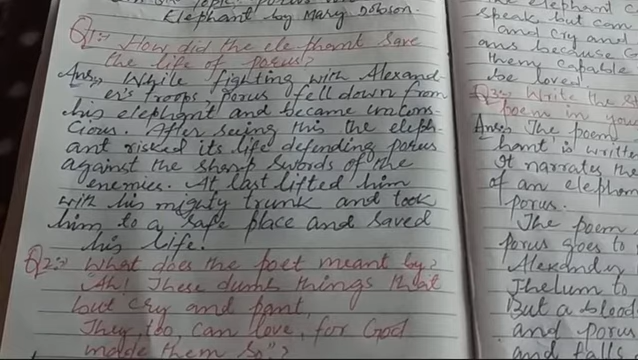 Elephant by Mary Dobson.
Q1:- How did the elephant save
the life of porus?
Ans:- While fighting with Alexand
er's troops, porus fell down from
his elephant and became uncons-
cious. After seeing this the eleph-
ant risked its life defending porus
against the sharp swords of the
enemies. At last lifted him
with his mighty trunk and took
him to a safe place and saved
his life.
Q2:- What does the poet meant by?
"Ah! These dumb things that
but cry and pant,
They, too, can love, for God
made them so"?
elephant c
speak but can
and cry and
ans because G
them capable
be loved.
Write the s
poem in you
Ans:- The poem
hant is writte
It narrates the
of an elephan
porus.
The poem
porus goes to
Alexander
Jhelum to
But a blood
and poru
and falls